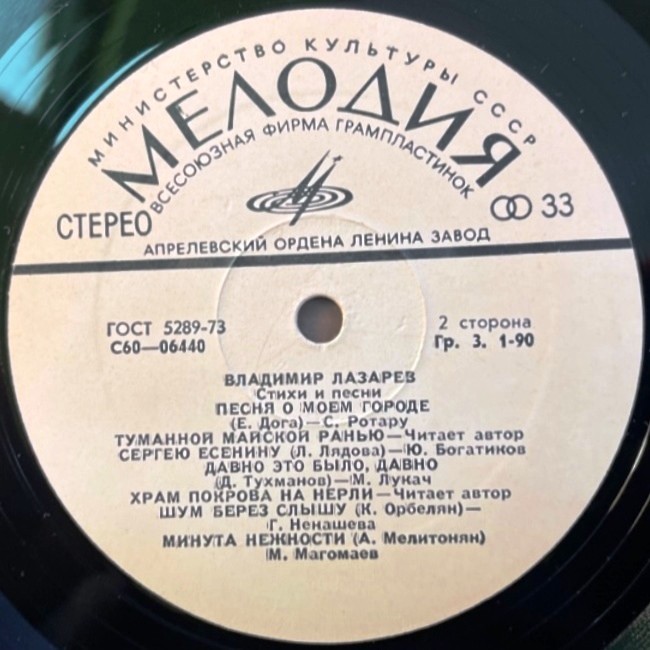 МИНИСТЕРСТВО КУЛЬТУРЫ СССР
МЕЛОДИЯ
ВСЕСОЮЗНАЯ ФИРМА ГРАМПЛАСТИНОК
СТЕРЕО
33
АПРЕЛЕВСКИЙ ОРДЕНА ЛЕНИНА ЗАВОД
ГОСТ 5289-73
С60—06440
2 сторона
Гр. 3. 1-90
ВЛАДИМИР ЛАЗАРЕВ
Стихи и песни
ПЕСНЯ О МОЕМ ГОРОДЕ
(Е. Дога)—С. Ротару
ТУМАННОЙ МАЙСКОЙ РАНЬЮ—Читает автор
СЕРГЕЮ ЕСЕНИНУ (Л. Лядова)—Ю. Богатиков
ДАВНО ЭТО БЫЛО, ДАВНО
(Д. Тухманов)—М. Лукач
ХРАМ ПОКРОВА НА НЕРЛИ—Читает автор
ШУМ БЕРЕЗ СЛЫШУ (К. Орбелян)—
Г. Ненашева
МИНУТА НЕЖНОСТИ (А. Мелитонян)
М. Магомаев